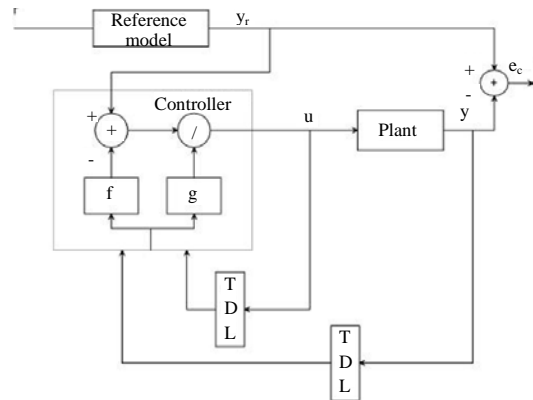 r
Reference
model
yr
+
-
+
ec
Controller
+
-
+
/
u
Plant
y
f
g
T
D
L
T
D
L